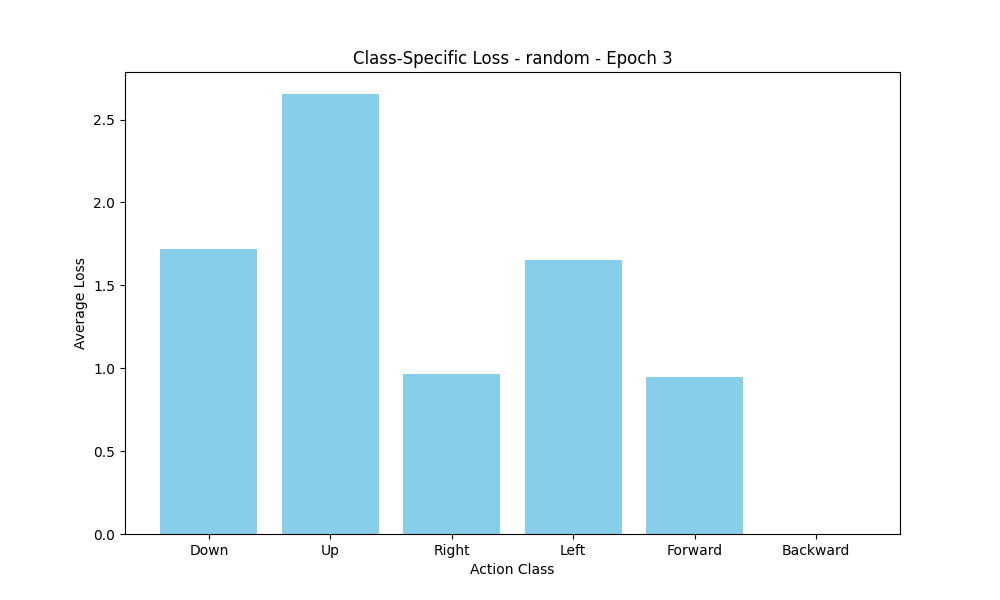 Class-Specific Loss - random - Epoch 3
Average Loss
2.5
2.0
1.5
1.0
0.5
0.0
Down Up Right Left Forward Backward
Action Class